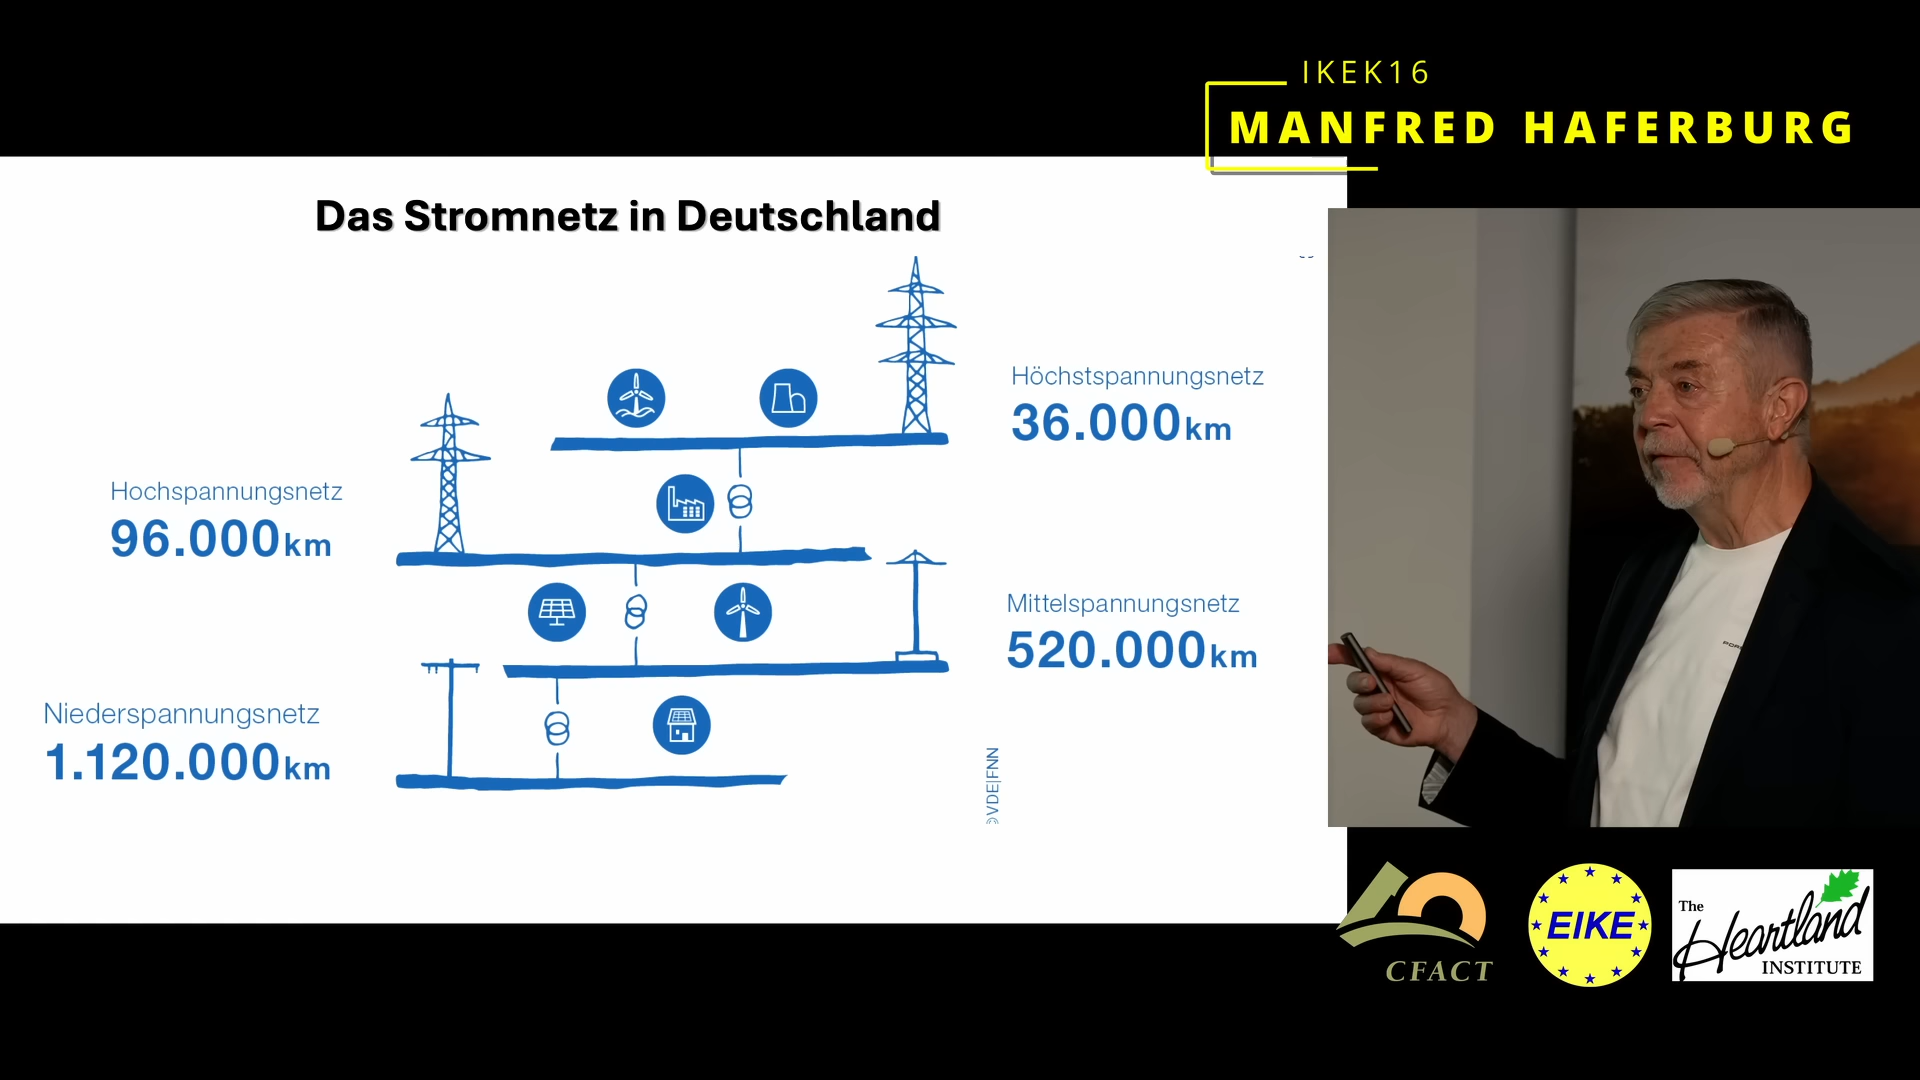 IKEK16
MANFRED HAFERBURG
Das Stromnetz in Deutschland
Höchstspannungsnetz
36.000km
Hochspannungsnetz
96.000km
Mittelspannungsnetz
520.000km
Niederspannungsnetz
1.120.000km
©VDE|FNN
CFACT
EIKE
The
Heartland
INSTITUTE